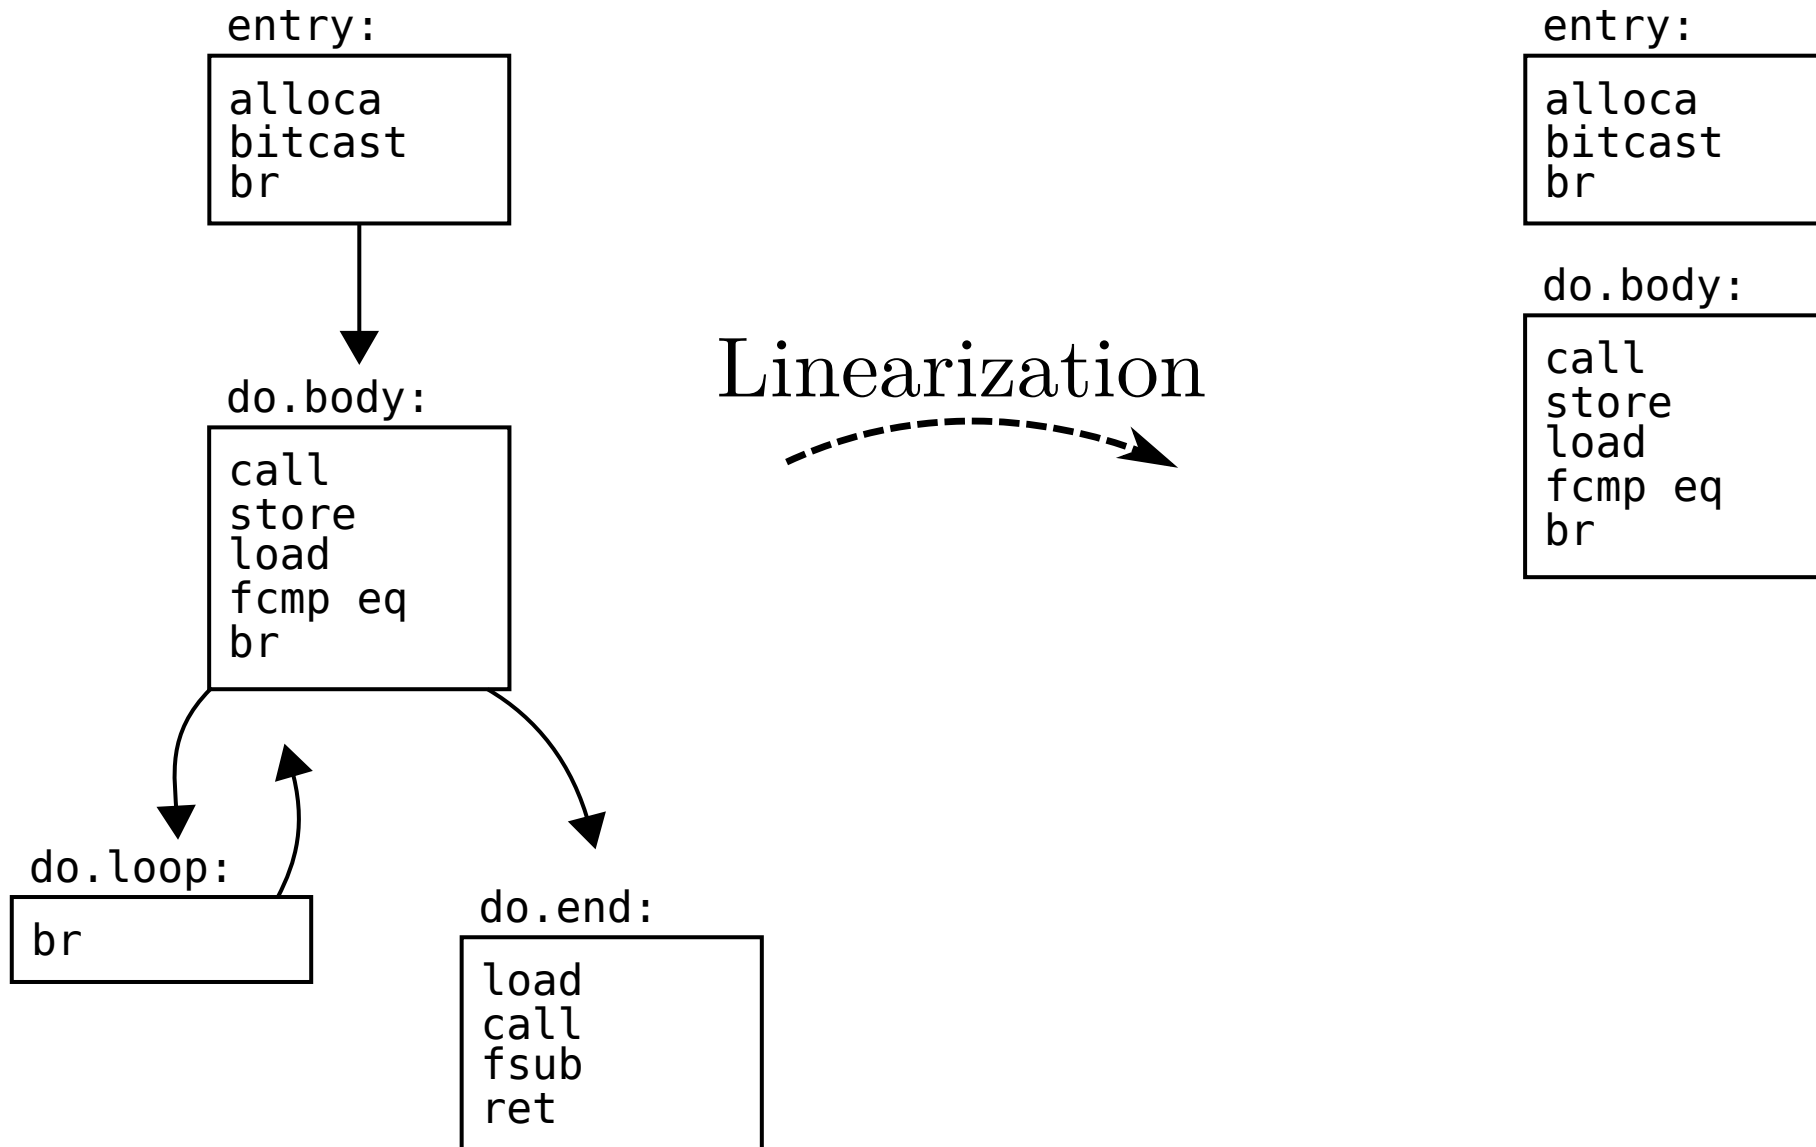 entry:
alloca
bitcast
br
do.body:
call
store
load
fcmp eq
br
do.loop:
br
do.end:
load
call
fsub
ret
Linearization
entry:
alloca
bitcast
br
do.body:
call
store
load
fcmp eq
br